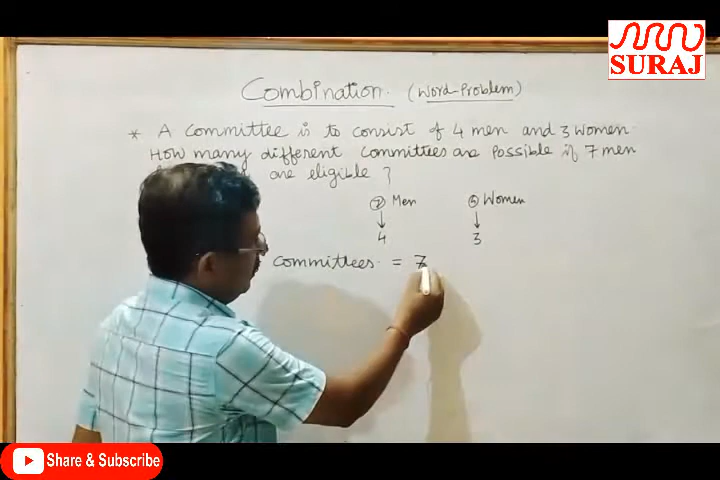 SURAJ
Combination. (Word-Problem)
* A committee is to consist of 4 men and 3 women.
How many different committees are possible if 7 men
are eligible ?
7 Men 5 Women
4 3
committees = 7
Share & Subscribe